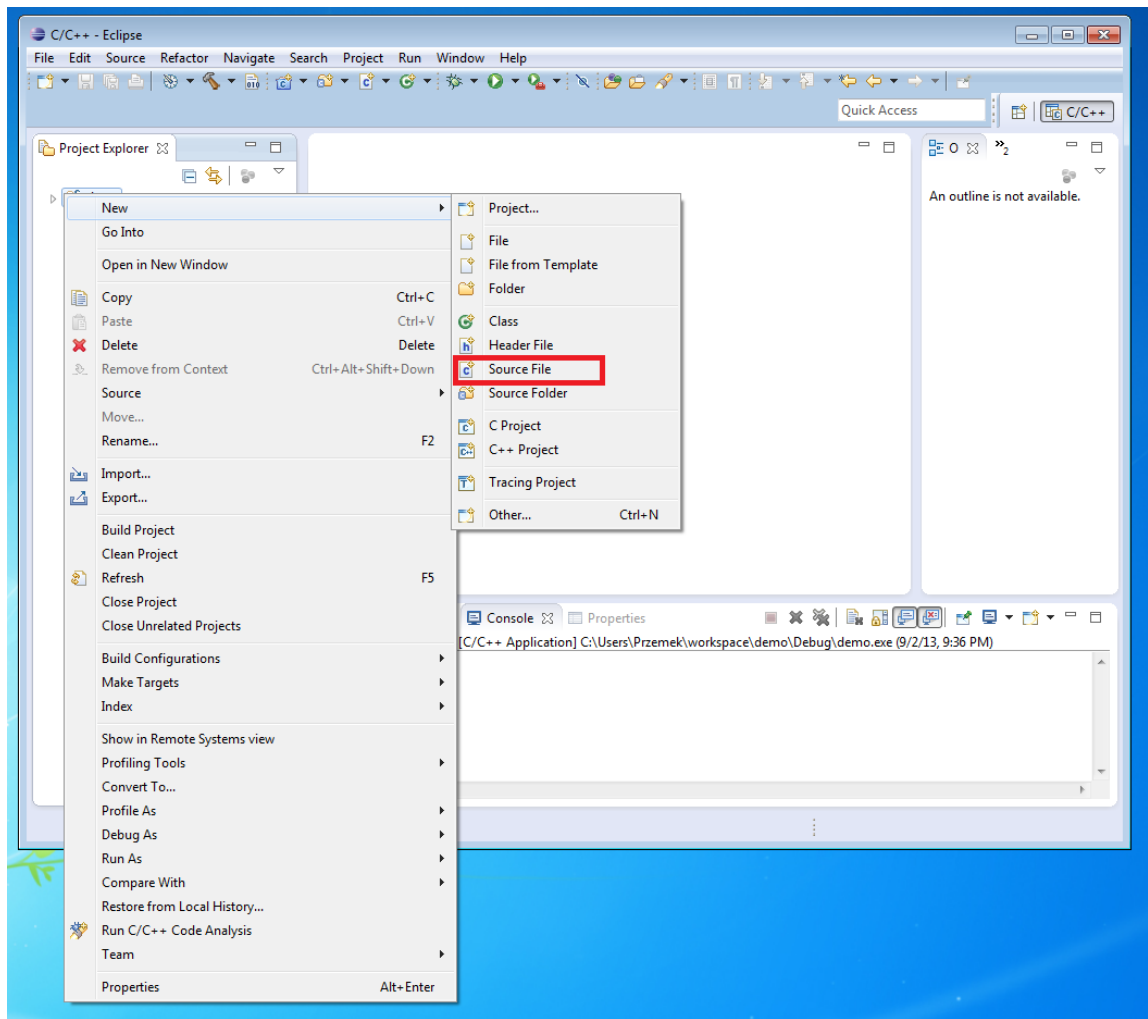 C/C++ - Eclipse
File Edit Source Refactor Navigate Search Project Run Window Help
Quick Access
C/C++
Project Explorer
O
»2
An outline is not available.
New
Go Into
Open in New Window
Copy Ctrl+C
Paste Ctrl+V
Delete Delete
Remove from Context Ctrl+Alt+Shift+Down
Source
Move...
Rename... F2
Import...
Export...
Build Project
Clean Project
Refresh F5
Close Project
Close Unrelated Projects
Build Configurations
Make Targets
Index
Show in Remote Systems view
Profiling Tools
Convert To...
Profile As
Debug As
Run As
Compare With
Restore from Local History...
Run C/C++ Code Analysis
Team
Properties Alt+Enter
Project...
File
File from Template
Folder
Class
Header File
Source File
Source Folder
C Project
C++ Project
Tracing Project
Other... Ctrl+N
Console Properties
[C/C++ Application] C:\Users\Przemek\workspace\demo\Debug\demo.exe (9/2/13, 9:36 PM)